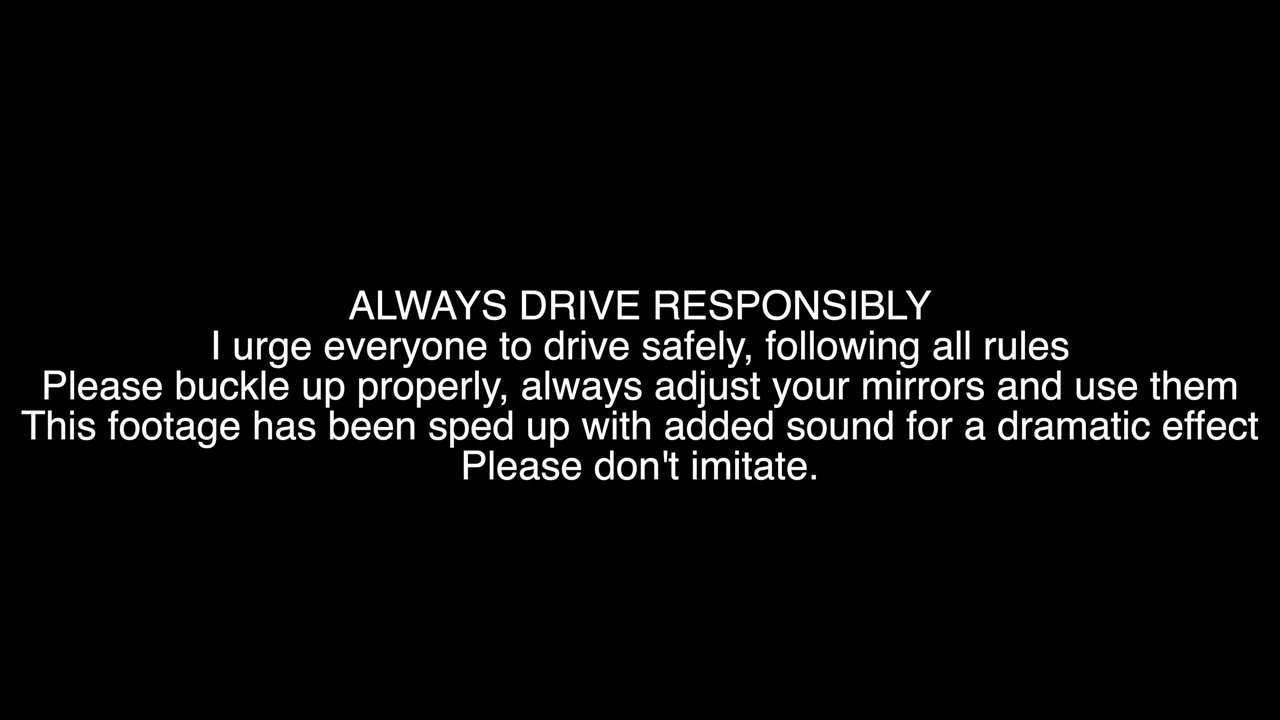 ALWAYS DRIVE RESPONSIBLY
I urge everyone to drive safely, following all rules
Please buckle up properly, always adjust your mirrors and use them
This footage has been sped up with added sound for a dramatic effect
Please don't imitate.